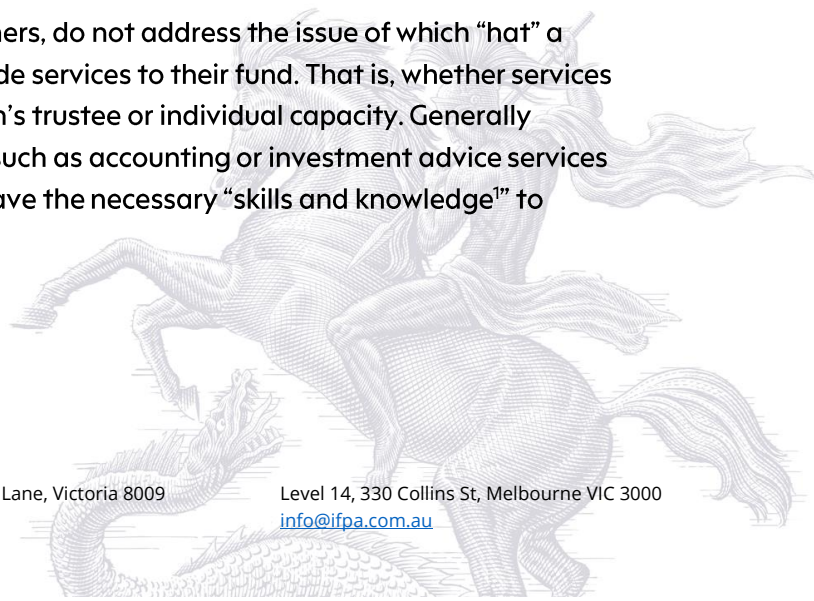 ers, do not address the issue of which “hat” a
de services to their fund. That is, whether services
n’s trustee or individual capacity. Generally
such as accounting or investment advice services
ave the necessary “skills and knowledge¹” to
Lane, Victoria 8009
Level 14, 330 Collins St, Melbourne VIC 3000
info@ifpa.com.au